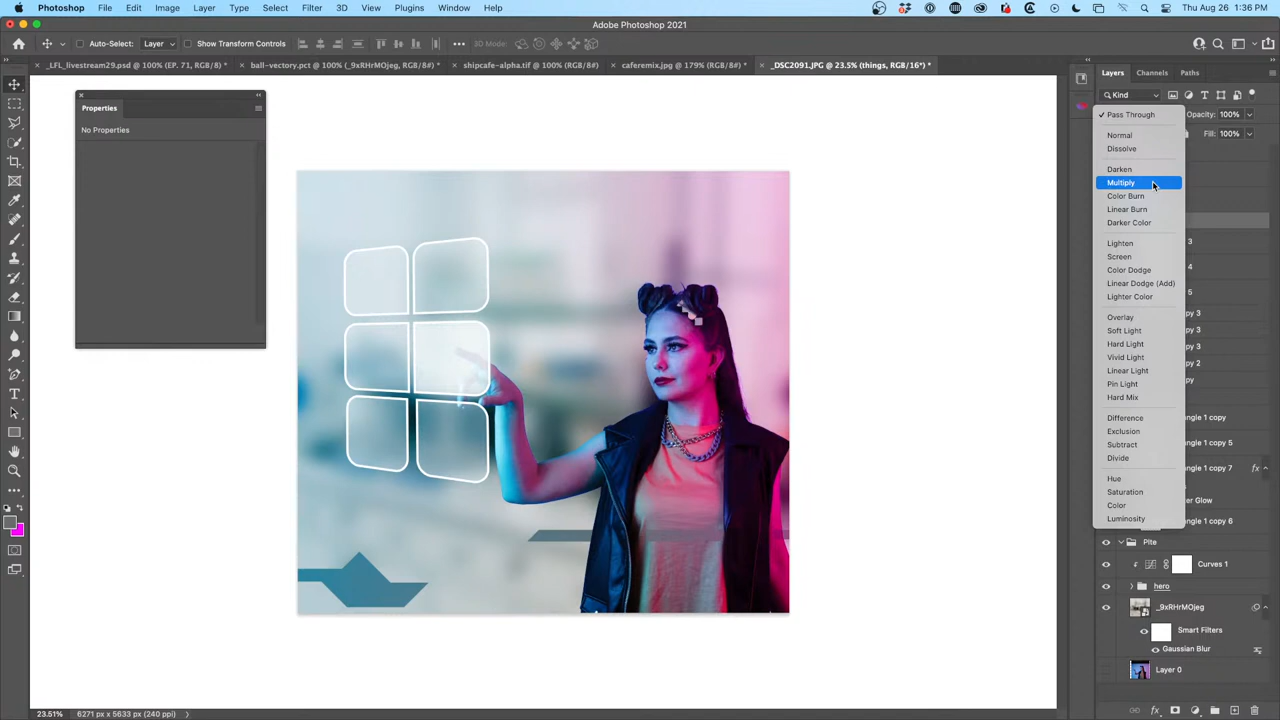 Photoshop File Edit Image Layer Type Select Filter 3D View Plugins Window Help Thu Aug 26 1:36 PM
Adobe Photoshop 2021
Auto-Select: Layer Show Transform Controls 3D Mode:
_LFL_livestream29.psd @ 100% (EP. 71, RGB/8) *
ball-vectory.pct @ 100% (_9xRHrMOjeg, RGB/8#) *
shipcafe-alpha.tif @ 100% (RGB/8#)
caferemix.jpg @ 179% (RGB/8#) *
_DSC2091.JPG @ 23.5% (things, RGB/16*) *
Properties
No Properties
Layers Channels Paths
Kind
Opacity: 100%
Fill: 100%
Pass Through
Normal
Dissolve
Darken
Multiply
Color Burn
Linear Burn
Darker Color
Lighten
Screen
Color Dodge
Linear Dodge (Add)
Lighter Color
Overlay
Soft Light
Hard Light
Vivid Light
Linear Light
Pin Light
Hard Mix
Difference
Exclusion
Subtract
Divide
Hue
Saturation
Color
Luminosity
3
4
5
py 3
py 3
py 3
py 2
py
angle 1 copy
angle 1 copy 5
angle 1 copy 7 fx
er Glow
angle 1 copy 6
Pite
Curves 1
hero
_9xRHrMOjeg
Smart Filters
Gaussian Blur
Layer 0
fx
23.51% 6271 px x 5633 px (240 ppi)